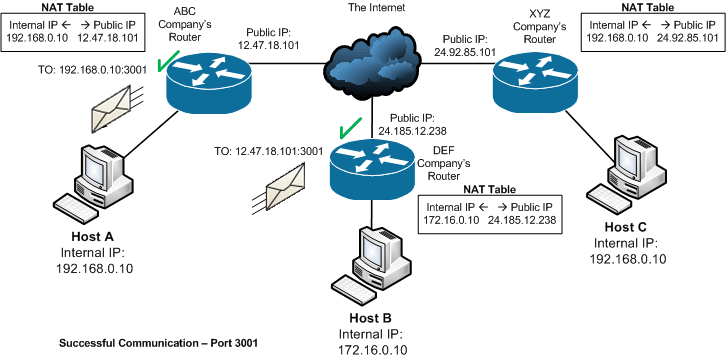 NAT Table
Internal IP ← → Public IP
192.168.0.10 12.47.18.101
ABC
Company's
Router
Public IP:
12.47.18.101
The Internet
Public IP:
24.92.85.101
XYZ
Company's
Router
NAT Table
Internal IP ← → Public IP
192.168.0.10 24.92.85.101
TO: 192.168.0.10:3001
Public IP:
24.185.12.238
TO: 12.47.18.101:3001
DEF
Company's
Router
NAT Table
Internal IP ← → Public IP
172.16.0.10 24.185.12.238
Host A
Internal IP:
192.168.0.10
Host C
Internal IP:
192.168.0.10
Host B
Internal IP:
172.16.0.10
Successful Communication – Port 3001